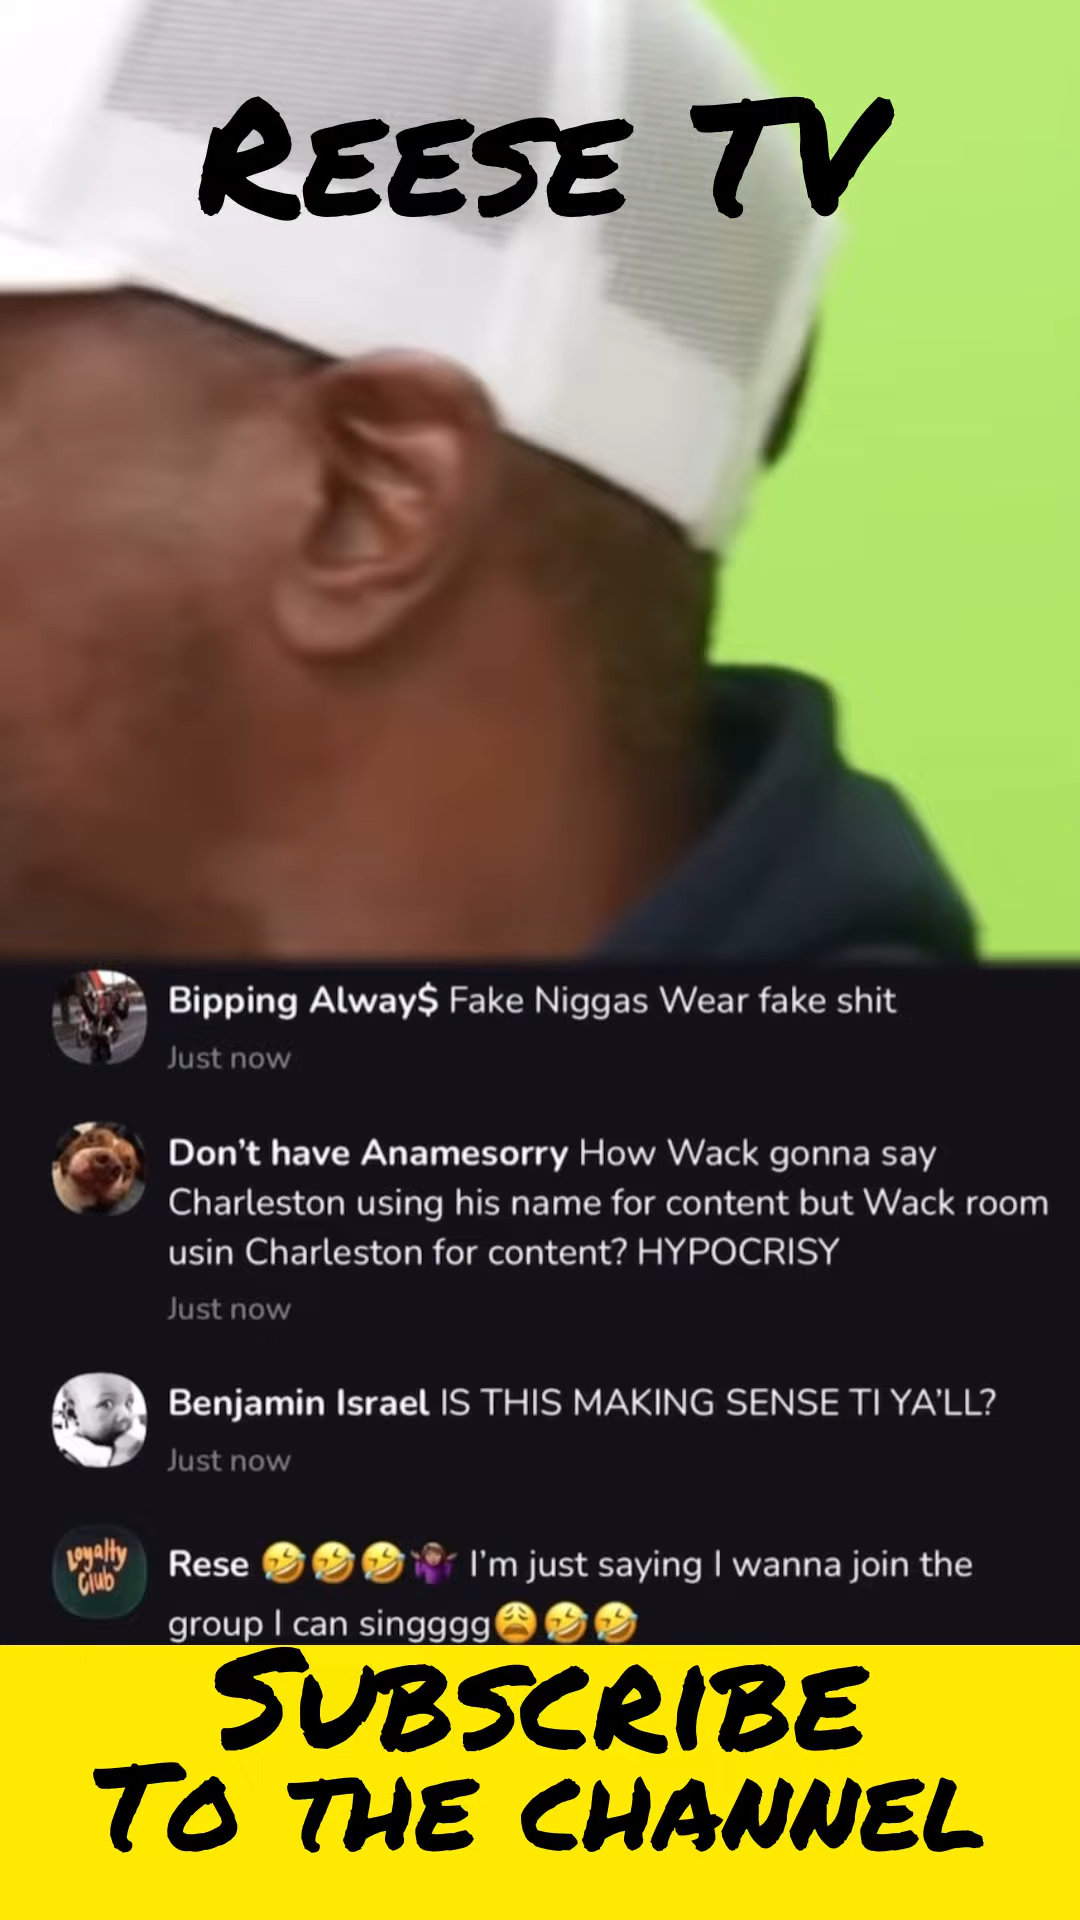 REESE TV
Bipping Alway$ Fake Niggas Wear fake shit
Just now
Don't have Anamesorry How Wack gonna say
Charleston using his name for content but Wack room
usin Charleston for content? HYPOCRISY
Just now
Benjamin Israel IS THIS MAKING SENSE TI YA'LL?
Just now
Loyalty
Club
Rese 🤣🤣🤣🤷🏽‍♀️ I'm just saying I wanna join the
group I can singggg😩🤣🤣
SUBSCRIBE
TO THE CHANNEL